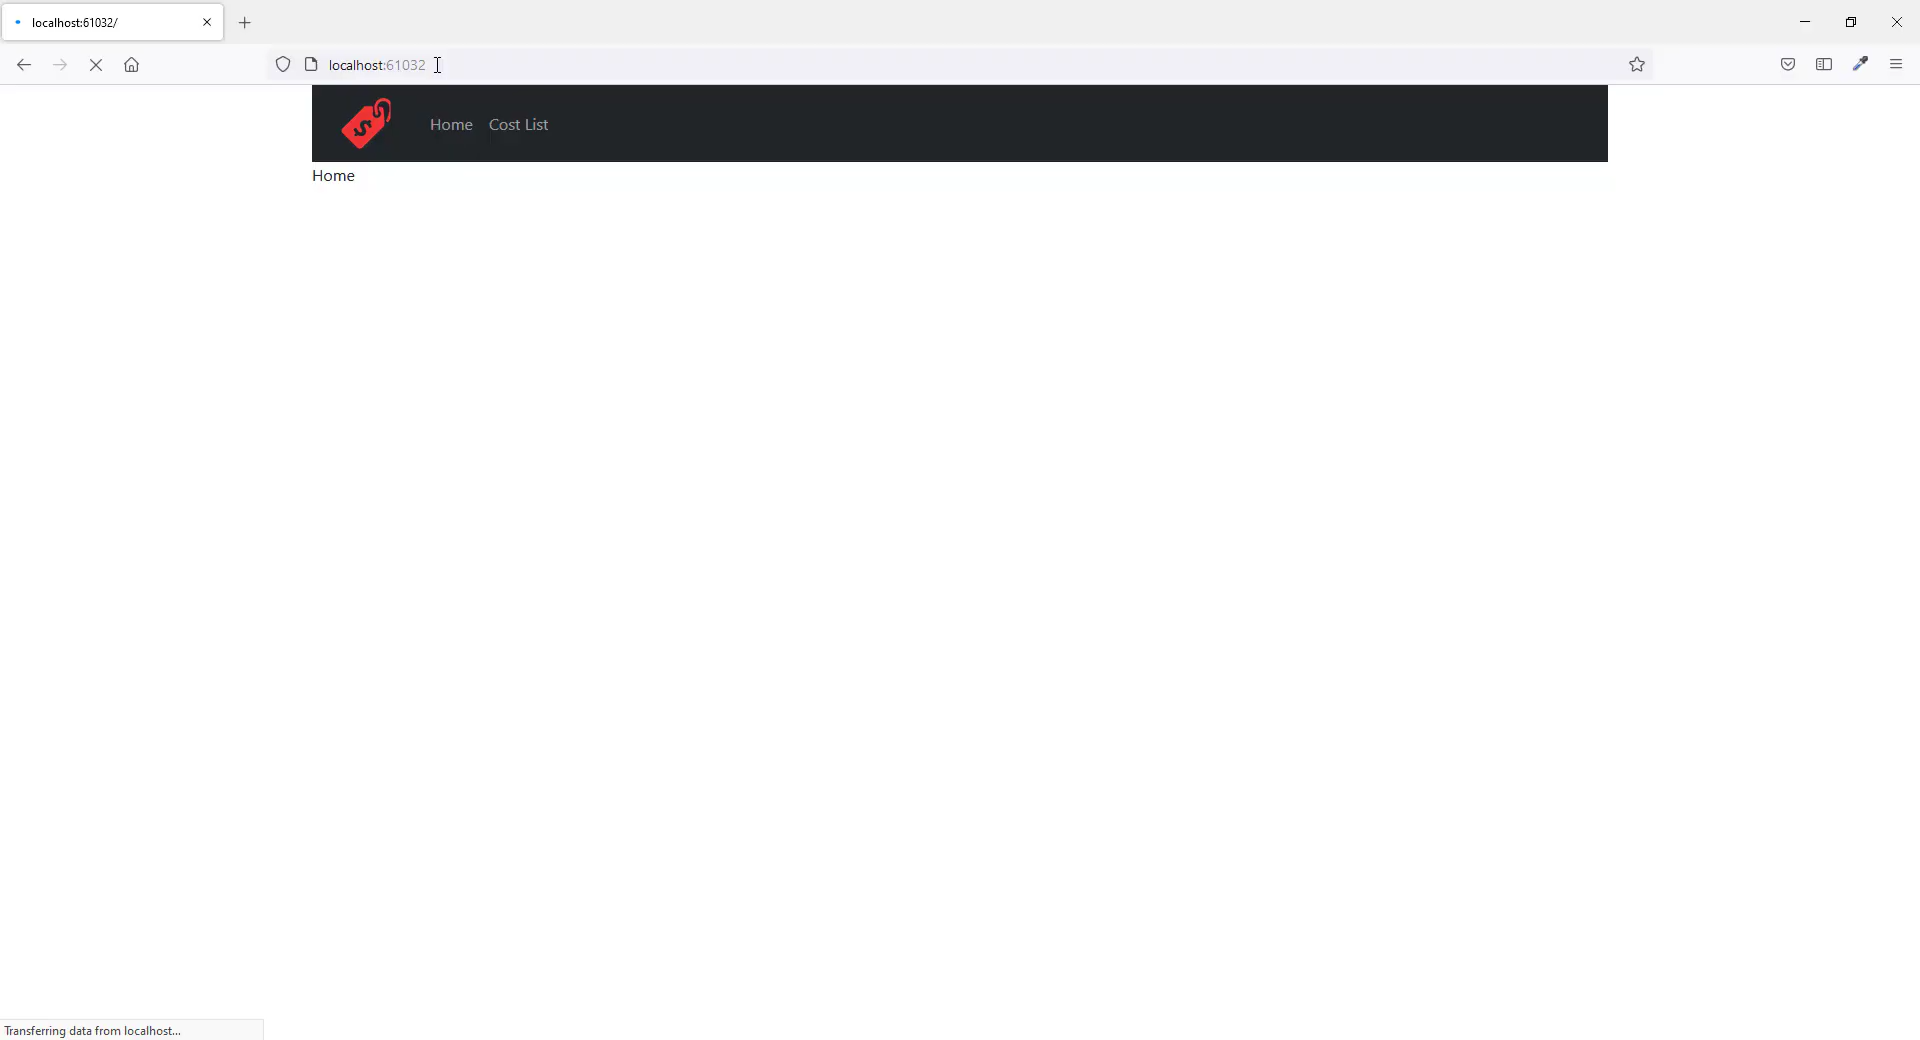 localhost:61032/
localhost:61032
$
Home Cost List
Home
Transferring data from localhost...